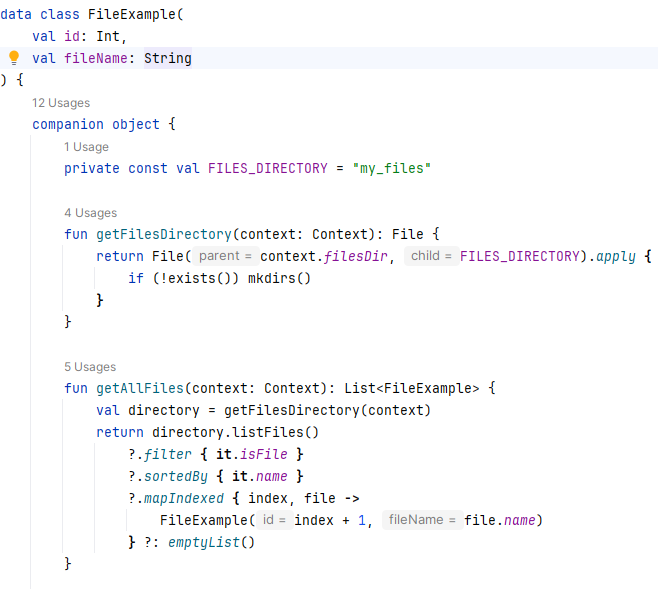 data class FileExample(
    val id: Int,
    val fileName: String
) {
    12 Usages
    companion object {
        1 Usage
        private const val FILES_DIRECTORY = "my_files"
        4 Usages
        fun getFilesDirectory(context: Context): File {
            return File( parent = context.filesDir, child = FILES_DIRECTORY).apply {
                if (!exists()) mkdirs()
            }
        }
        5 Usages
        fun getAllFiles(context: Context): List<FileExample> {
            val directory = getFilesDirectory(context)
            return directory.listFiles()
                ?.filter { it.isFile }
                ?.sortedBy { it.name }
                ?.mapIndexed { index, file ->
                    FileExample( id = index + 1, fileName = file.name)
                } ?: emptyList()
        }